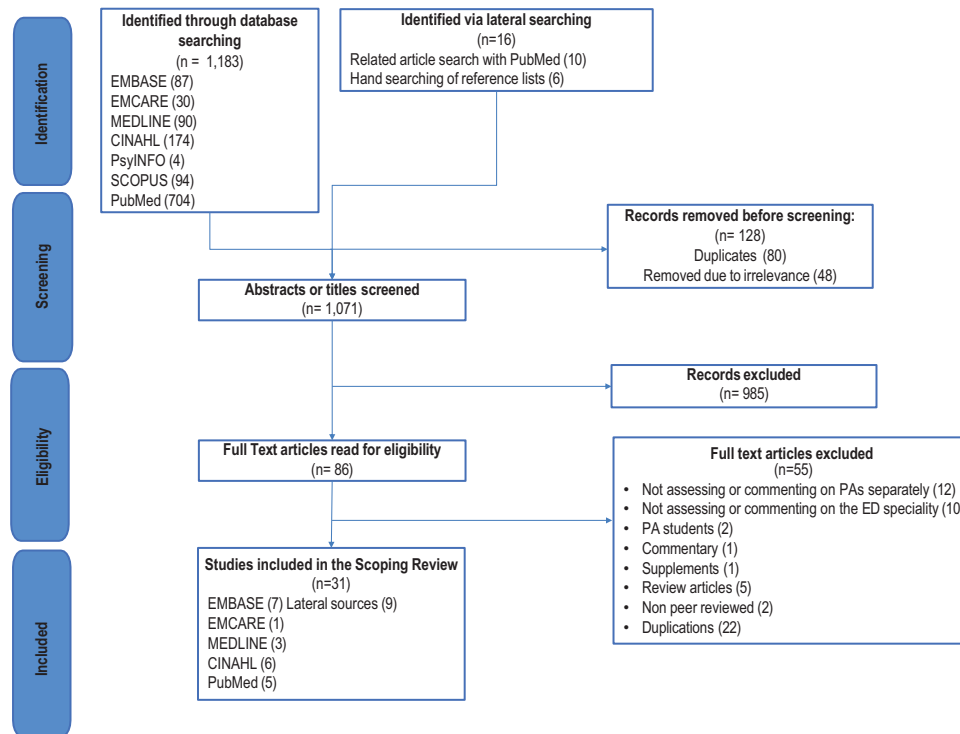 Identification
Identified through database
searching
(n = 1,183)
EMBASE (87)
EMCARE (30)
MEDLINE (90)
CINAHL (174)
PsyINFO (4)
SCOPUS (94)
PubMed (704)
Identified via lateral searching
(n=16)
Related article search with PubMed (10)
Hand searching of reference lists (6)
Screening
Records removed before screening:
(n= 128)
Duplicates (80)
Removed due to irrelevance (48)
Abstracts or titles screened
(n= 1,071)
Records excluded
(n= 985)
Eligibility
Full Text articles read for eligibility
(n= 86)
Full text articles excluded
(n=55)
• Not assessing or commenting on PAs separately (12)
• Not assessing or commenting on the ED speciality (10
• PA students (2)
• Commentary (1)
• Supplements (1)
• Review articles (5)
• Non peer reviewed (2)
• Duplications (22)
Included
Studies included in the Scoping Review
(n=31)
EMBASE (7) Lateral sources (9)
EMCARE (1)
MEDLINE (3)
CINAHL (6)
PubMed (5)